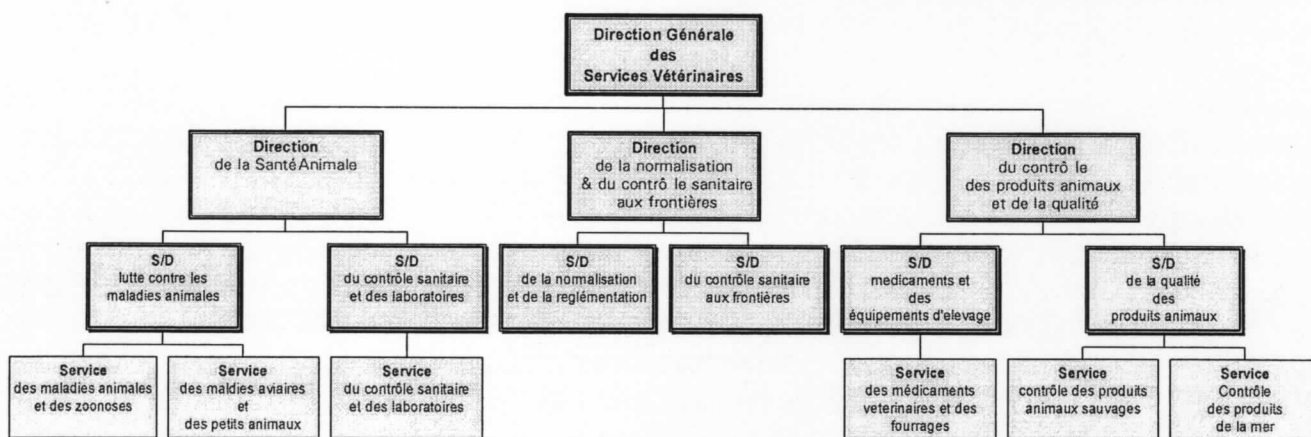 Direction Générale
des
Services Vétérinaires
Direction
de la Santé Animale
Direction
de la normalisation
& du contrô le sanitaire
aux frontières
Direction
du contrô le
des produits animaux
et de la qualité
S/D
lutte contre les
maladies animales
S/D
du contrôle sanitaire
et des laboratoires
S/D
de la normalisation
et de la reglémentation
S/D
du contrôle sanitaire
aux frontières
S/D
medicaments et
des
équipements d'elevage
S/D
de la qualité
des
produits animaux
Service
des maladies animales
et des zoonoses
Service
des maldies aviaires
et
des petits animaux
Service
du contrôle sanitaire
et des laboratoires
Service
des médicaments
veterinaires et des
fourrages
Service
contrôle des produits
animaux sauvages
Service
Contrôle
des produits
de la mer